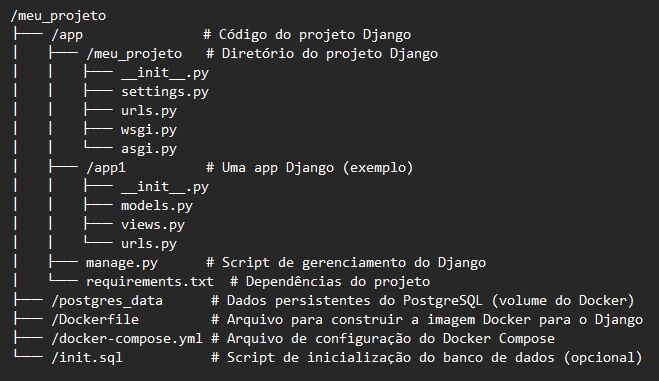 /meu_projeto
├── /app                   # Código do projeto Django
│   ├── /meu_projeto   # Diretório do projeto Django
│   │   ├── __init__.py
│   │   ├── settings.py
│   │   ├── urls.py
│   │   ├── wsgi.py
│   │   └── asgi.py
│   ├── /app1          # Uma app Django (exemplo)
│   │   ├── __init__.py
│   │   ├── models.py
│   │   ├── views.py
│   │   └── urls.py
│   ├── manage.py      # Script de gerenciamento do Django
│   └── requirements.txt  # Dependências do projeto
├── /postgres_data      # Dados persistentes do PostgreSQL (volume do Docker)
├── /Dockerfile         # Arquivo para construir a imagem Docker para o Django
├── /docker-compose.yml # Arquivo de configuração do Docker Compose
└── /init.sql           # Script de inicialização do banco de dados (opcional)